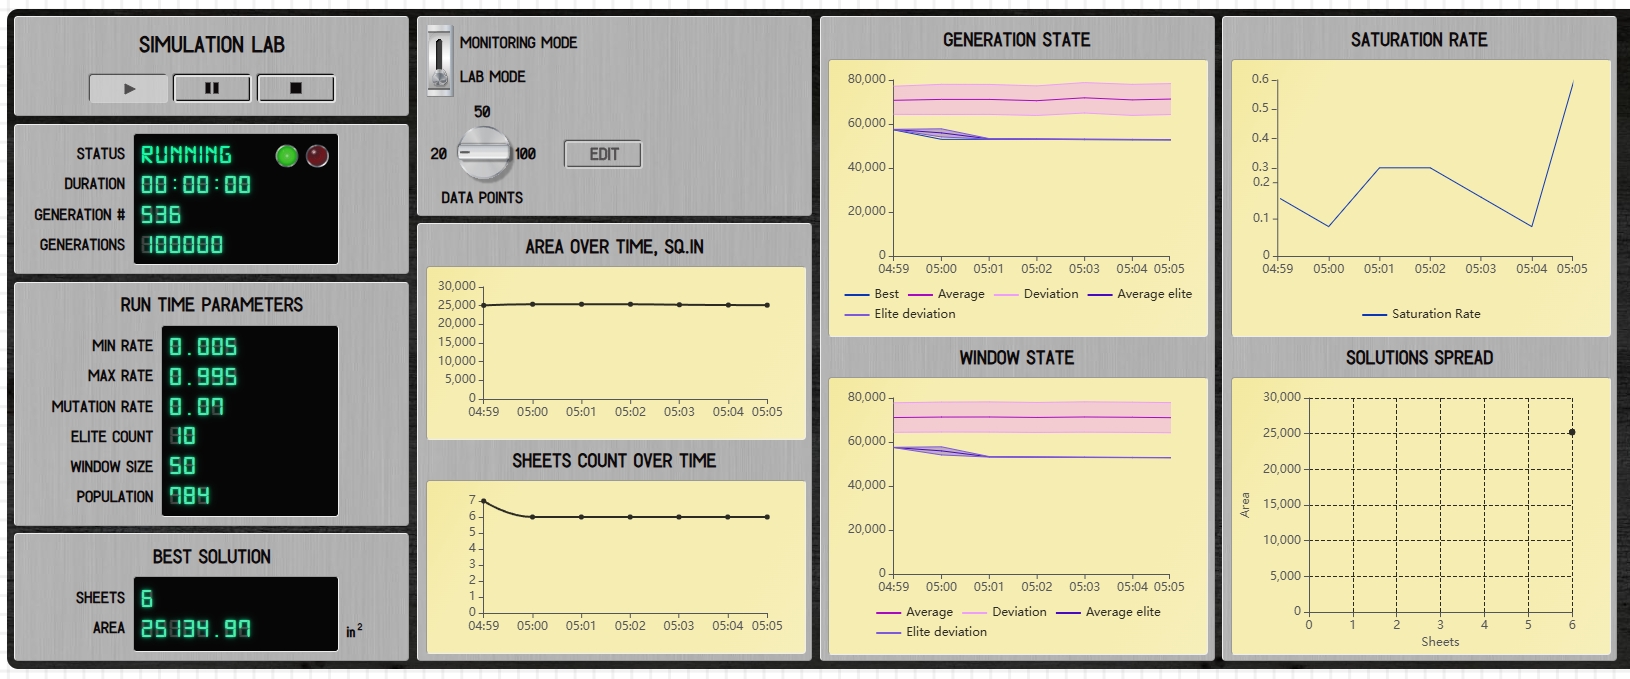 SIMULATION LAB
STATUS RUNNING
DURATION 00:00:00
GENERATION # 536
GENERATIONS 100000
RUN TIME PARAMETERS
MIN RATE 0.005
MAX RATE 0.995
MUTATION RATE 0.07
ELITE COUNT 10
WINDOW SIZE 50
POPULATION 784
BEST SOLUTION
SHEETS 6
AREA 25134.97 in²
MONITORING MODE
LAB MODE
50
20 100 EDIT
DATA POINTS
AREA OVER TIME, SQ.IN
30,000
25,000
20,000
15,000
10,000
5,000
0
04:59 05:00 05:01 05:02 05:03 05:04 05:05
SHEETS COUNT OVER TIME
7
6
5
4
3
2
1
0
04:59 05:00 05:01 05:02 05:03 05:04 05:05
GENERATION STATE
80,000
60,000
40,000
20,000
0
04:59 05:00 05:01 05:02 05:03 05:04 05:05
Best Average Deviation Average elite
Elite deviation
WINDOW STATE
80,000
60,000
40,000
20,000
0
04:59 05:00 05:01 05:02 05:03 05:04 05:05
Average Deviation Average elite
Elite deviation
SATURATION RATE
0.6
0.5
0.4
0.3
0.2
0.1
0
04:59 05:00 05:01 05:02 05:03 05:04 05:05
Saturation Rate
SOLUTIONS SPREAD
30,000
25,000
20,000
15,000
10,000
5,000
0
Area
0 1 2 3 4 5 6
Sheets